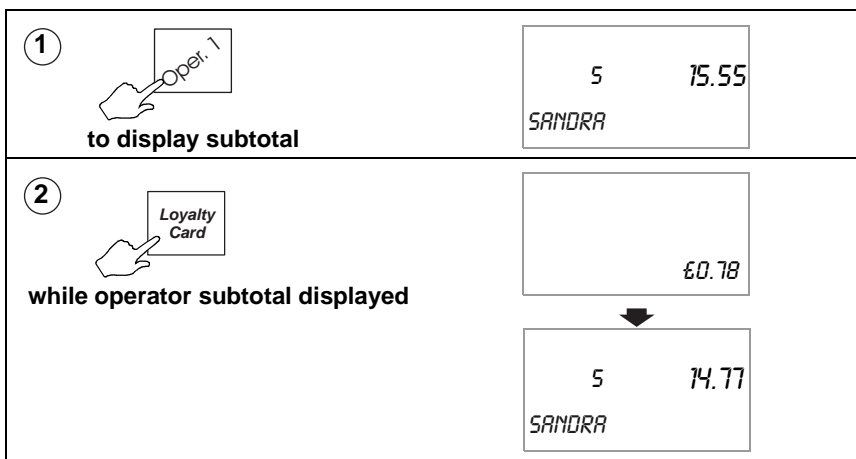 1
Oper. 1
to display subtotal
5 15.55
SANDRA
2
Loyalty
Card
while operator subtotal displayed
£0.78
5 14.77
SANDRA